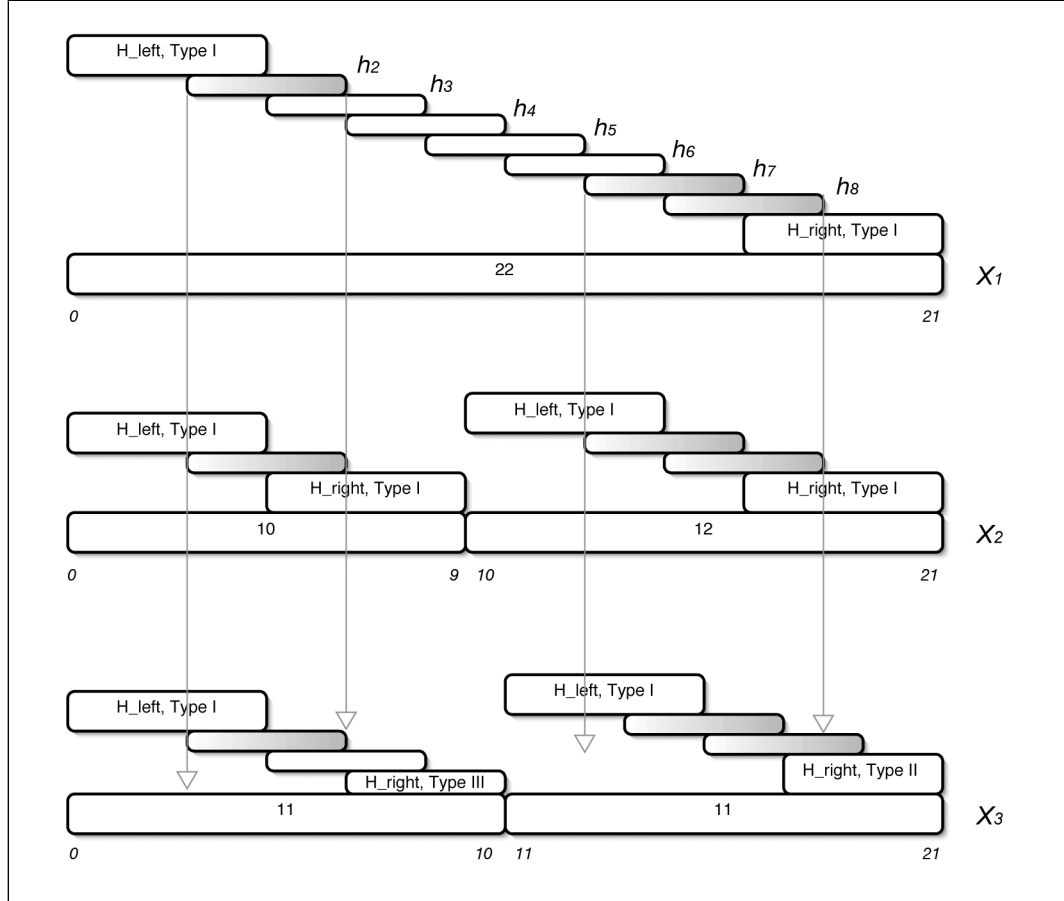 H_left, Type I
h2
h3
h4
h5
h6
h7
h8
H_right, Type I
22
X1
0 21
H_left, Type I
H_left, Type I
H_right, Type I H_right, Type I
10 12
X2
0 9 10 21
H_left, Type I
H_left, Type I
H_right, Type III
H_right, Type II
11 11
X3
0 10 11 21